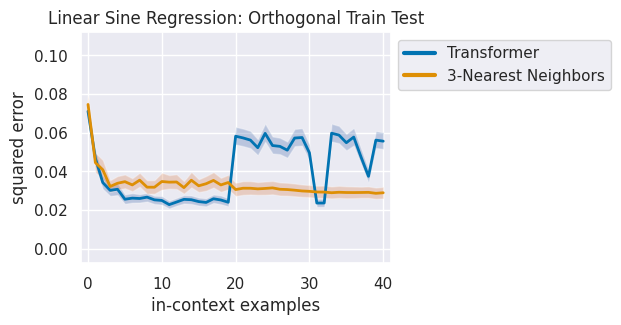 Linear Sine Regression: Orthogonal Train Test
squared error
0.10
0.08
0.06
0.04
0.02
0.00
0 10 20 30 40
in-context examples
Transformer
3-Nearest Neighbors